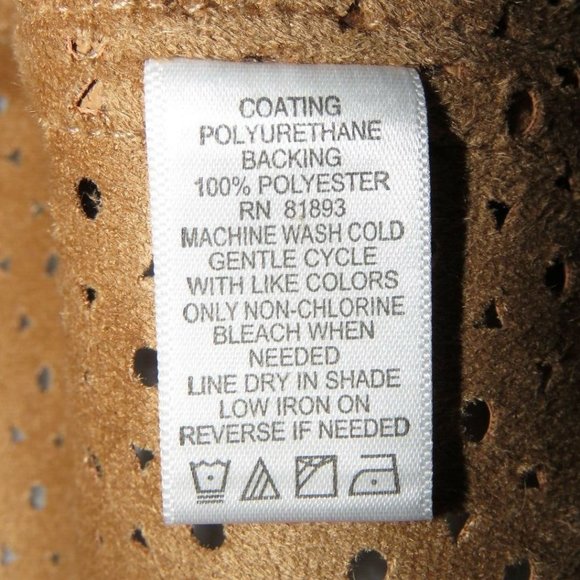 COATING
POLYURETHANE
BACKING
100% POLYESTER
RN 81893
MACHINE WASH COLD
GENTLE CYCLE
WITH LIKE COLORS
ONLY NON-CHLORINE
BLEACH WHEN
NEEDED
LINE DRY IN SHADE
LOW IRON ON
REVERSE IF NEEDED